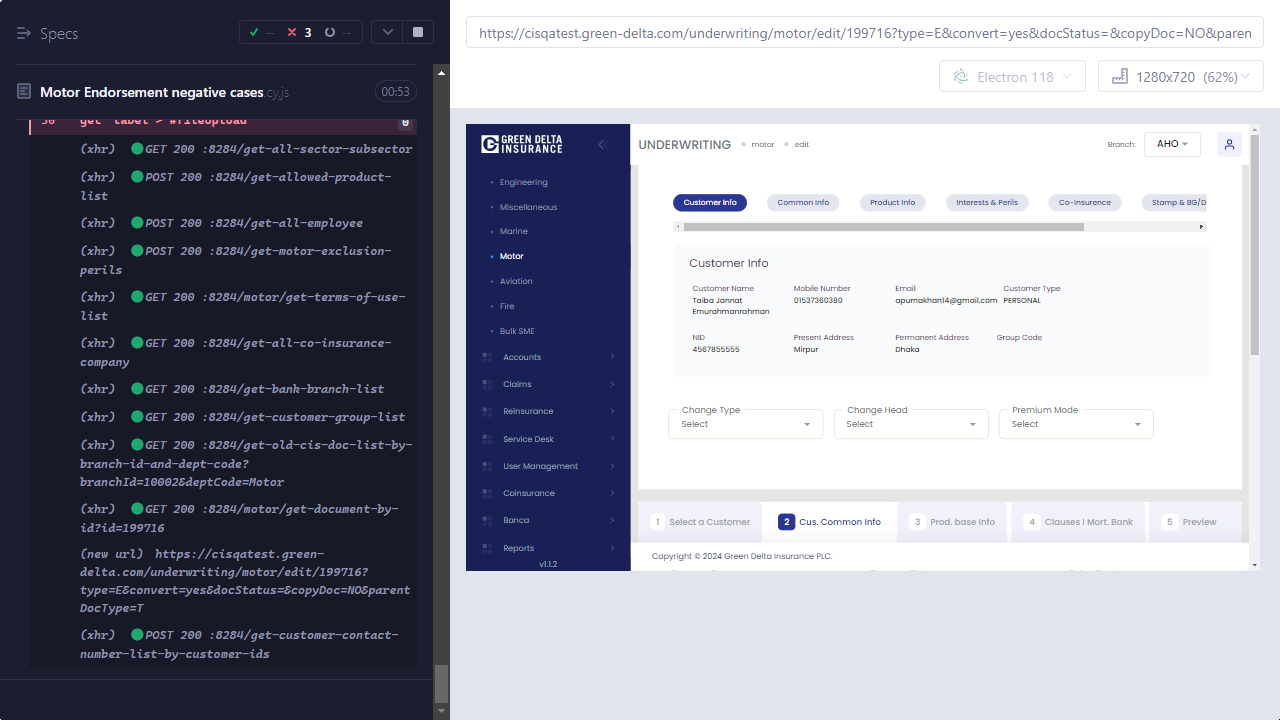 Specs
-- 3 --
Motor Endorsement negative cases.cy.js 00:53
30 get label > #fileUpload 0
(xhr) GET 200 :8284/get-all-sector-subsector
(xhr) POST 200 :8284/get-allowed-product-
list
(xhr) POST 200 :8284/get-all-employee
(xhr) POST 200 :8284/get-motor-exclusion-
perils
(xhr) GET 200 :8284/motor/get-terms-of-use-
list
(xhr) GET 200 :8284/get-all-co-insurance-
company
(xhr) GET 200 :8284/get-bank-branch-list
(xhr) GET 200 :8284/get-customer-group-list
(xhr) GET 200 :8284/get-old-cis-doc-list-by-
branch-id-and-dept-code?
branchId=10002&deptCode=Motor
(xhr) GET 200 :8284/motor/get-document-by-
id?id=199716
(new url) https://cisqatest.green-
delta.com/underwriting/motor/edit/199716?
type=E&convert=yes&docStatus=&copyDoc=NO&parent
DocType=T
(xhr) POST 200 :8284/get-customer-contact-
number-list-by-customer-ids
https://cisqatest.green-delta.com/underwriting/motor/edit/199716?type=E&convert=yes&docStatus=&copyDoc=NO&paren
Electron 118
1280x720 (62%)
GREEN DELTA
INSURANCE
Engineering
Miscellaneous
Marine
Motor
Aviation
Fire
Bulk SME
Accounts
Claims
Reinsurance
Service Desk
User Management
Coinsurance
Banca
Reports
v1.1.2
UNDERWRITING motor edit Branch: AHO
Customer Info Common Info Product Info Interests & Perils Co-Insurence Stamp & BG/D
Customer Info
Customer Name Mobile Number Email Customer Type
Taiba Jannat 01537360380 apurnakhan14@gmail.com PERSONAL
Emurahmanrahman
NID Present Address Permanent Address Group Code
4567855555 Mirpur Dhaka
Change Type Change Head Premium Mode
Select Select Select
1 Select a Customer 2 Cus. Common Info 3 Prod. base Info 4 Clauses I Mort. Bank 5 Preview
Copyright © 2024 Green Delta Insurance PLC.